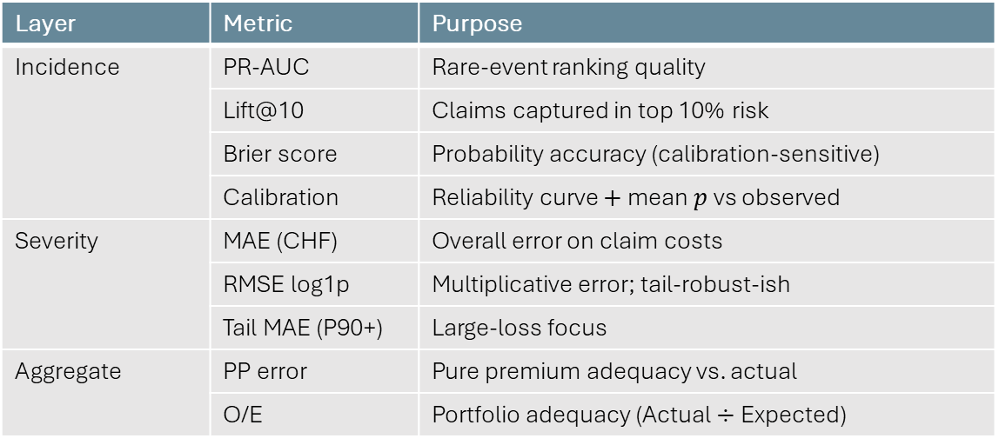 Layer Metric Purpose
Incidence PR-AUC Rare-event ranking quality
Lift@10 Claims captured in top 10% risk
Brier score Probability accuracy (calibration-sensitive)
Calibration Reliability curve + mean p vs observed
Severity MAE (CHF) Overall error on claim costs
RMSE log1p Multiplicative error; tail-robust-ish
Tail MAE (P90+) Large-loss focus
Aggregate PP error Pure premium adequacy vs. actual
O/E Portfolio adequacy (Actual ÷ Expected)